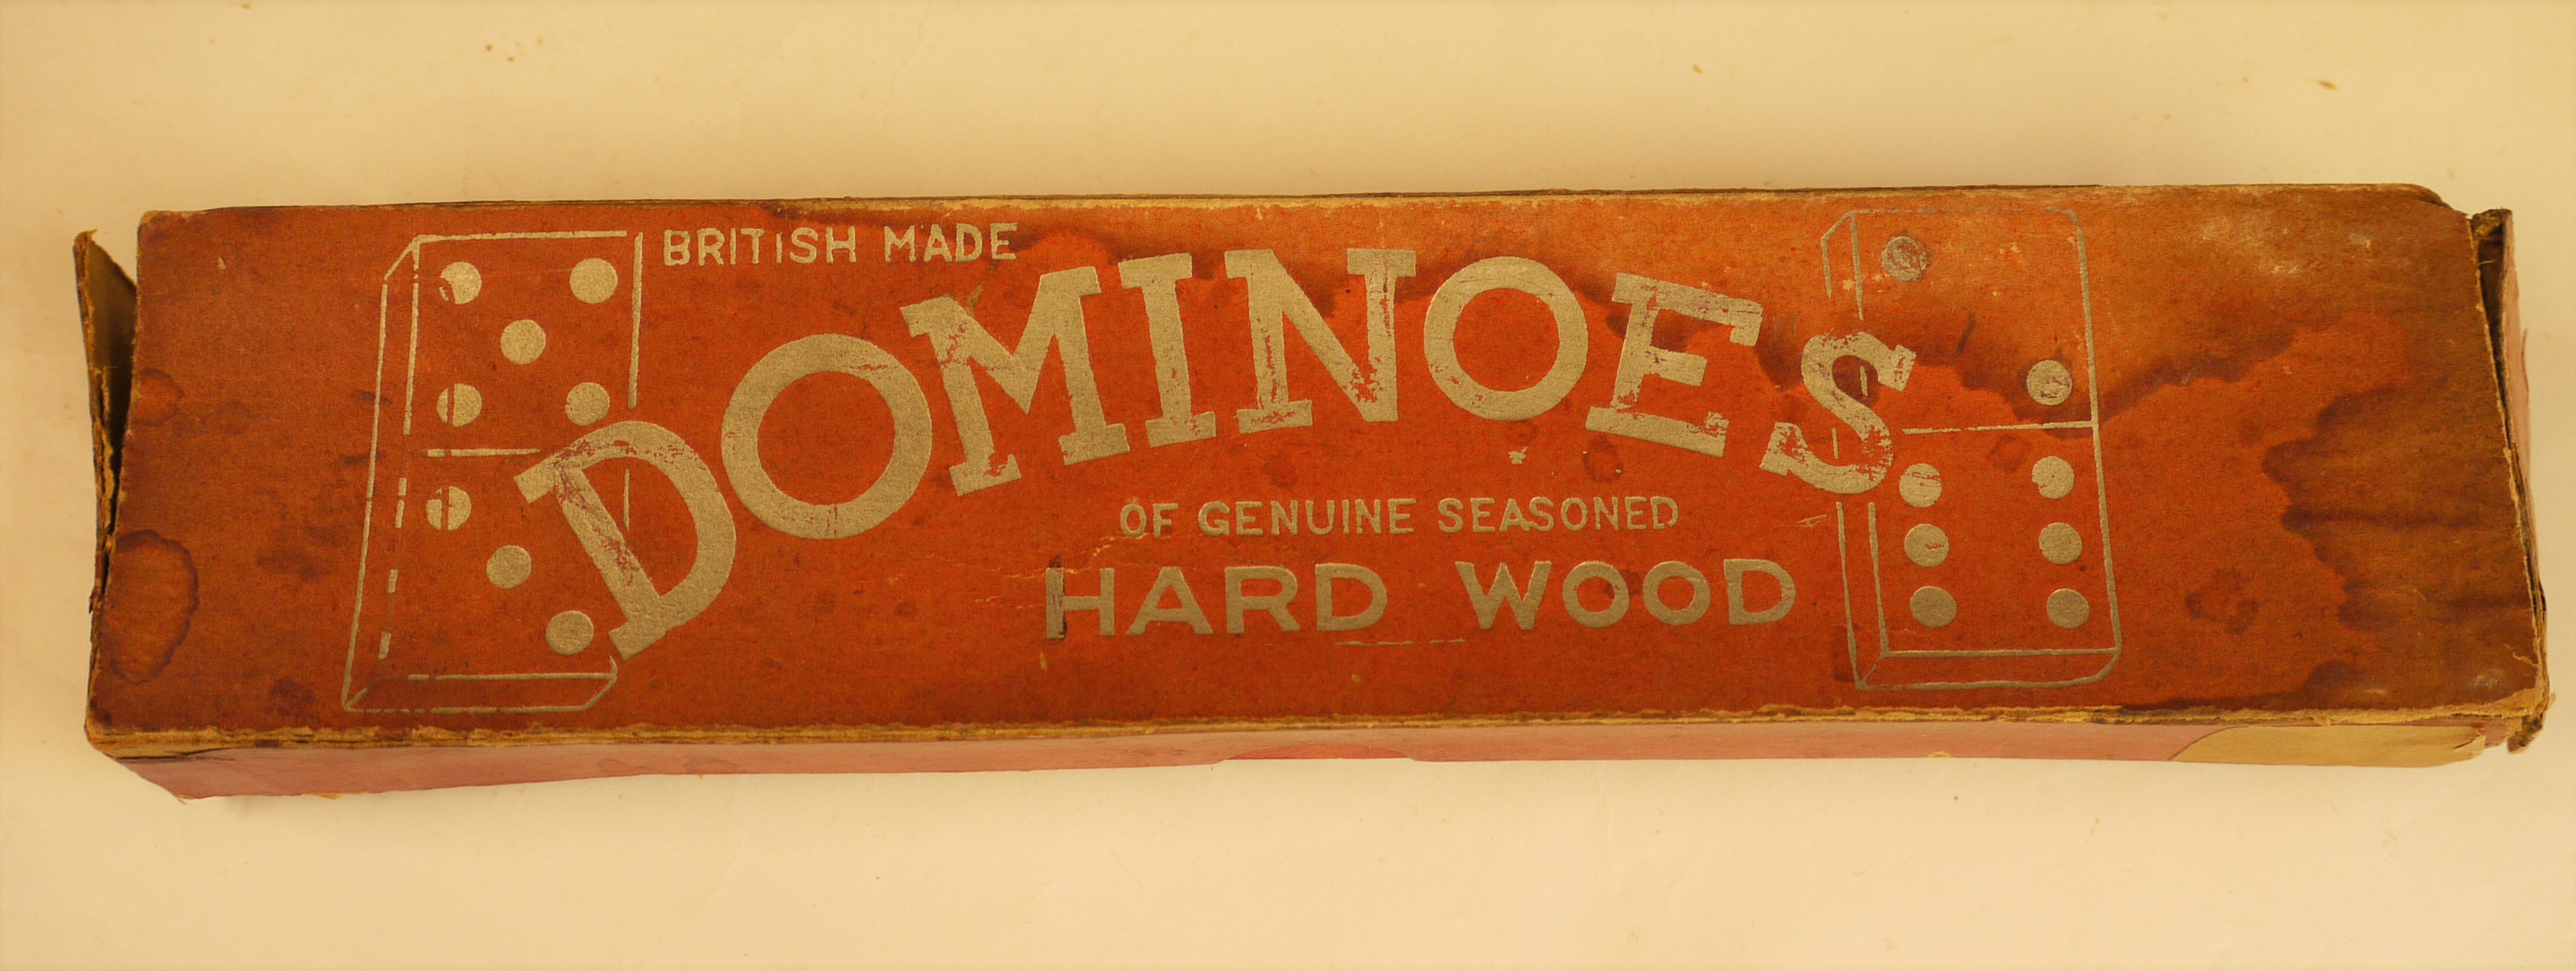 BRITISH MADE
DOMINOES
OF GENUINE SEASONED
HARD WOOD